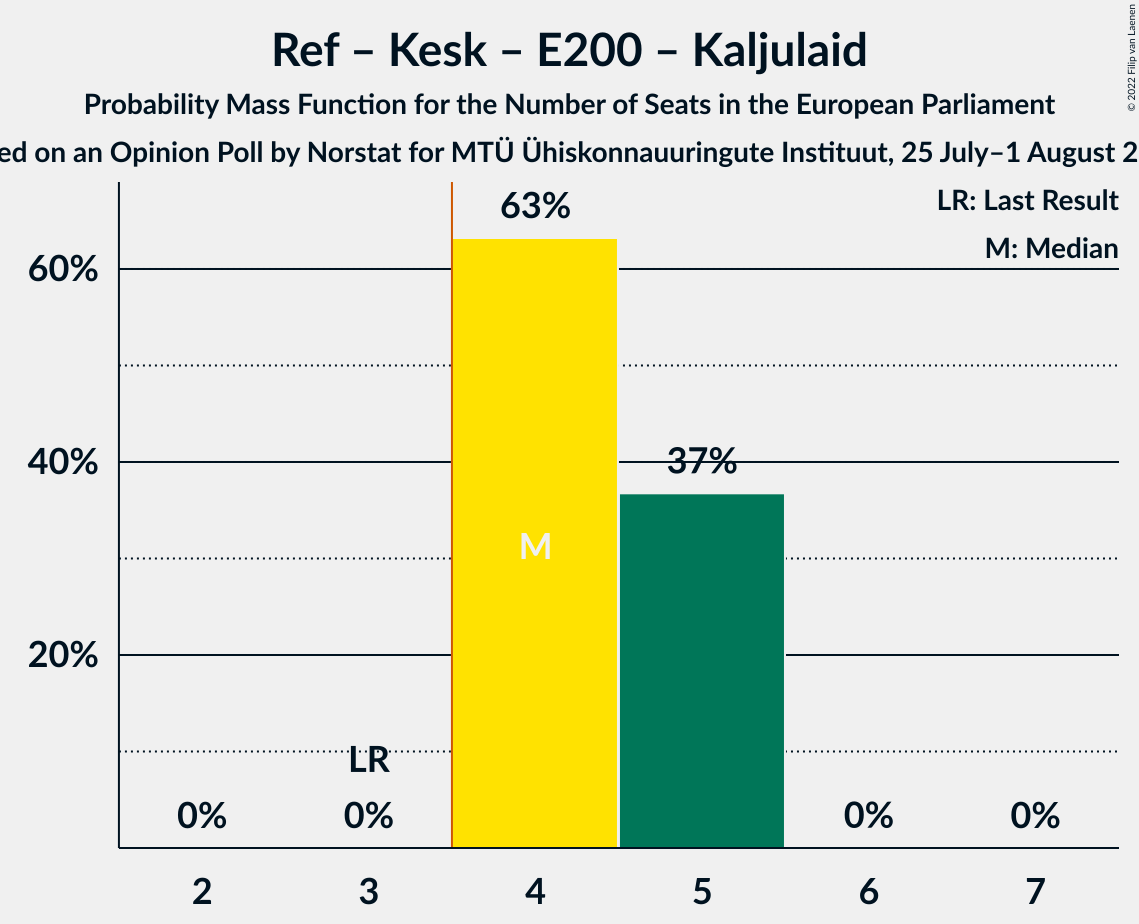 Ref – Kesk – E200 – Kaljulaid
Probability Mass Function for the Number of Seats in the European Parliament
on an Opinion Poll by Norstat for MTÜ Ühiskonnauuringute Instituut, 25 July–1 August
© 2022 Filip van Laenen
LR: Last Result
M: Median
63%
60%
40%
37%
M
20%
LR
0%
0%
0%
0%
2
3
4
5
6
7